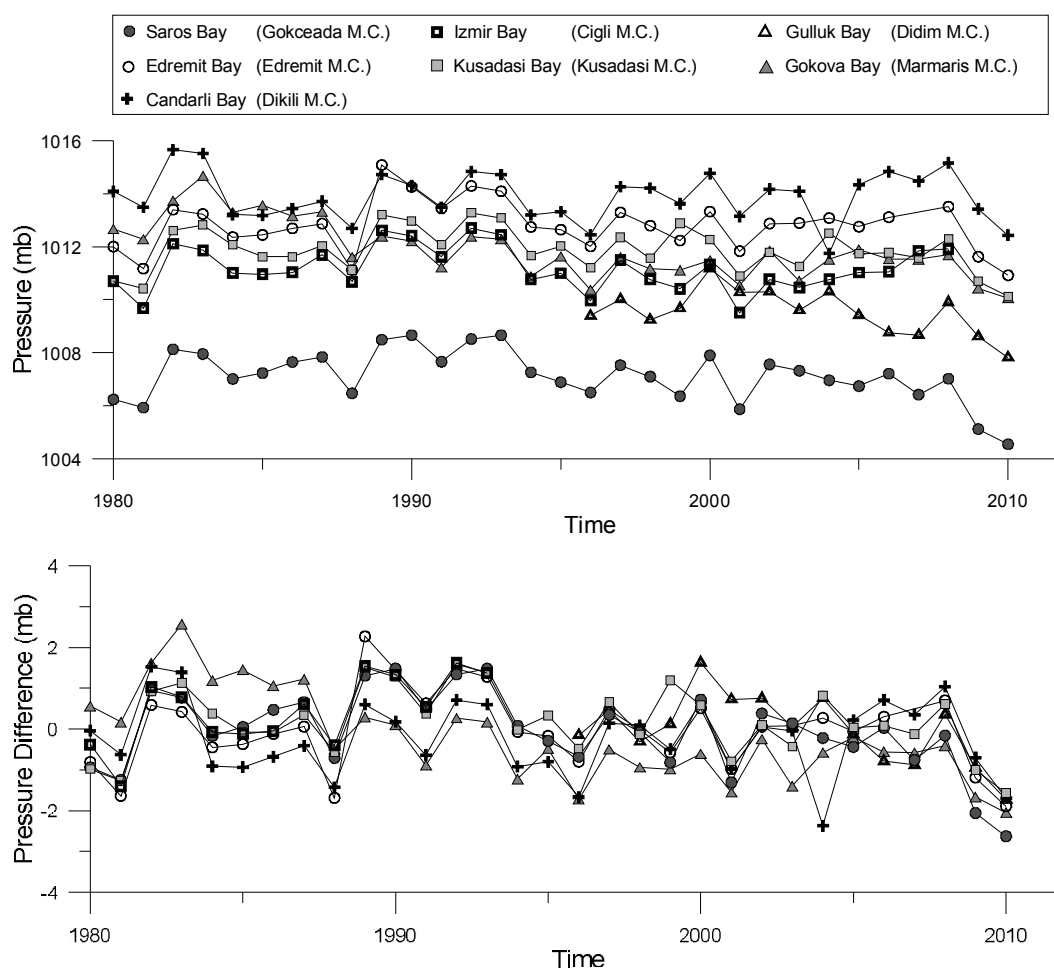 Saros Bay (Gokceada M.C.) Izmir Bay (Cigli M.C.) Gulluk Bay (Didim M.C.)
Edremit Bay (Edremit M.C.) Kusadasi Bay (Kusadasi M.C.) Gokova Bay (Marmaris M.C.)
Candarli Bay (Dikili M.C.)
Pressure (mb)
1016
1012
1008
1004
1980 1990 2000 2010
Time
Pressure Difference (mb)
4
2
0
-2
-4
1980 1990 2000 2010
Time